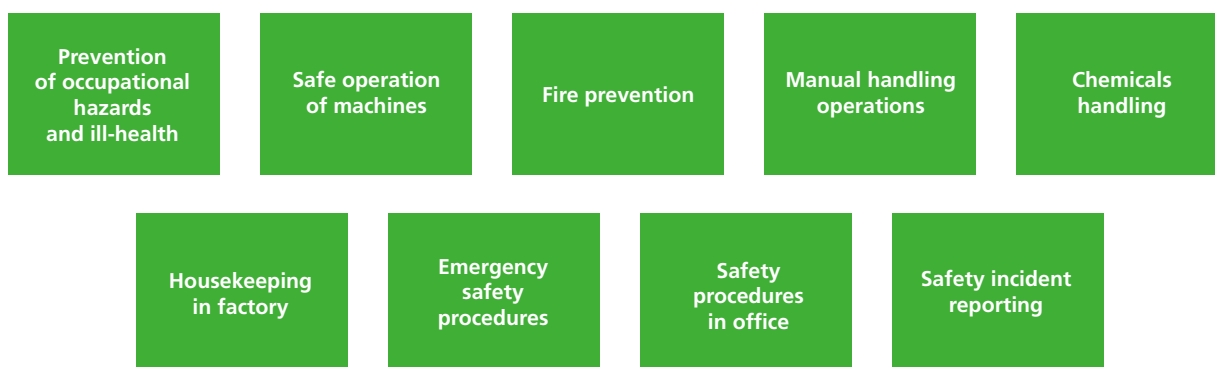 Prevention
of occupational
hazards
and ill-health
Safe operation
of machines
Fire prevention
Manual handling
operations
Chemicals
handling
Housekeeping
in factory
Emergency
safety
procedures
Safety
procedures
in office
Safety incident
reporting